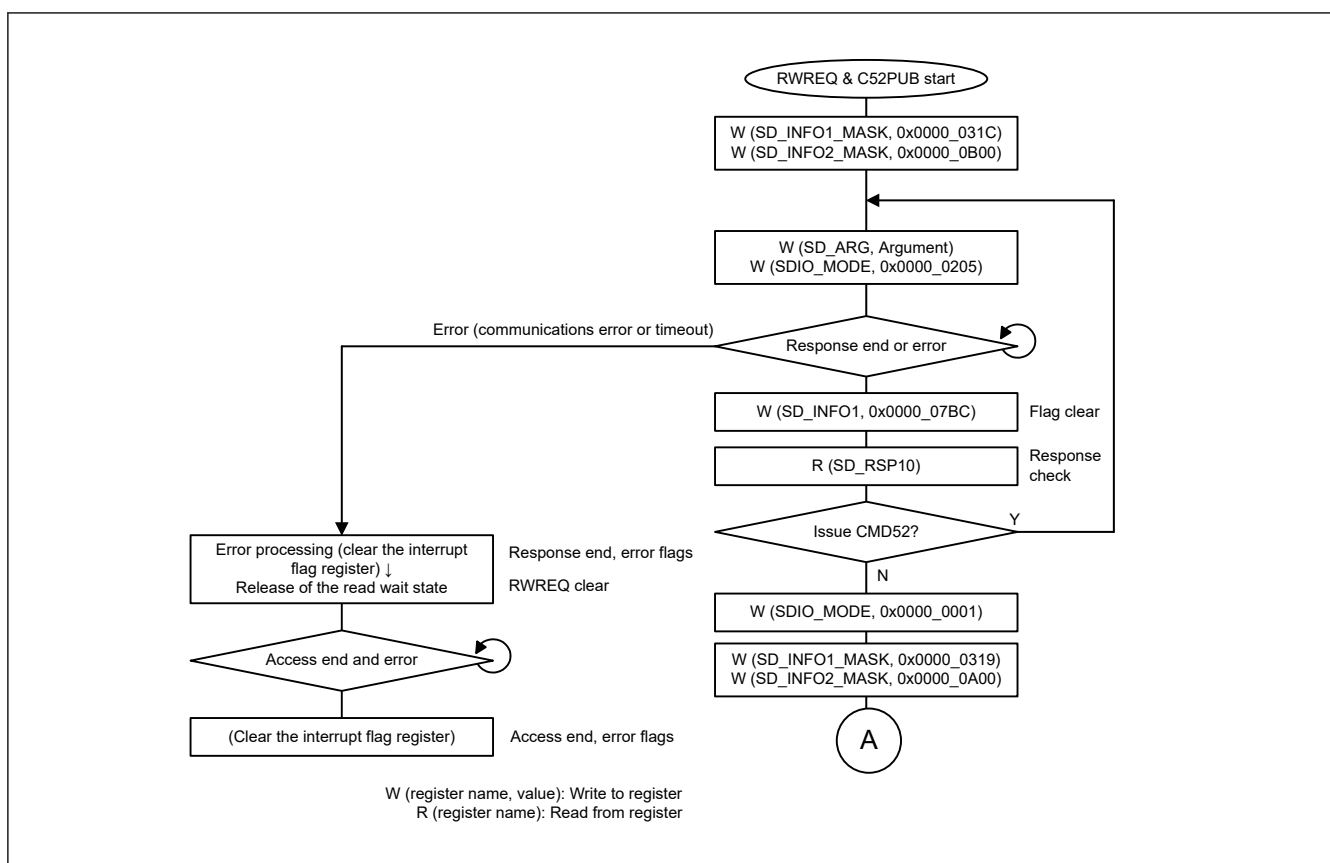 RWREQ & C52PUB start
W (SD_INFO1_MASK, 0x0000_031C)
W (SD_INFO2_MASK, 0x0000_0B00)
W (SD_ARG, Argument)
W (SDIO_MODE, 0x0000_0205)
Error (communications error or timeout)
Response end or error
W (SD_INFO1, 0x0000_07BC)
Flag clear
R (SD_RSP10)
Response
check
Issue CMD52?
Y
N
Error processing (clear the interrupt
flag register) ↓
Release of the read wait state
Response end, error flags
RWREQ clear
W (SDIO_MODE, 0x0000_0001)
Access end and error
W (SD_INFO1_MASK, 0x0000_0319)
W (SD_INFO2_MASK, 0x0000_0A00)
(Clear the interrupt flag register)
Access end, error flags
A
W (register name, value): Write to register
R (register name): Read from register